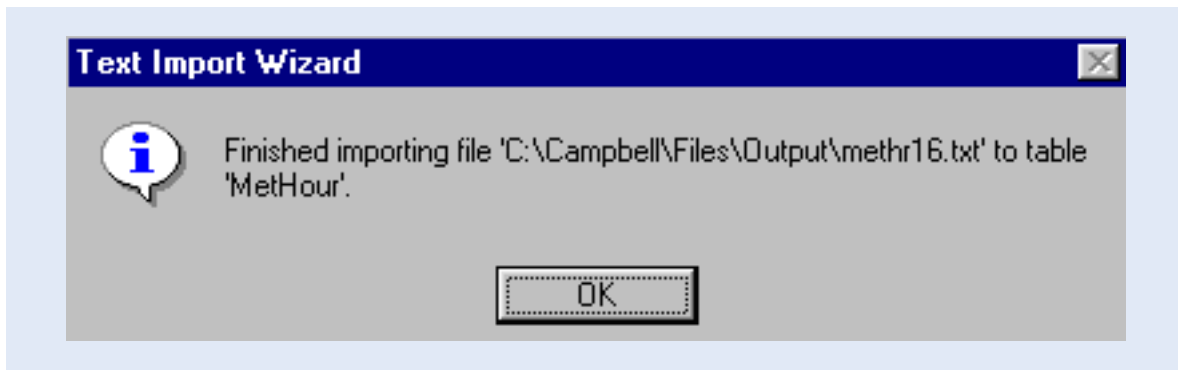 Text Import Wizard
Finished importing file 'C:\Campbell\Files\Output\methr16.txt' to table
'MetHour'.
OK